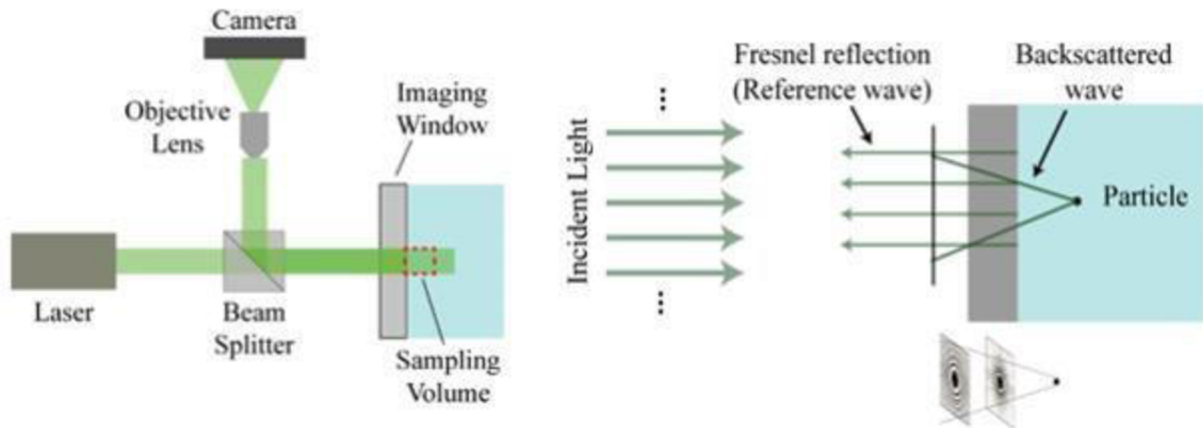 Camera
Objective
Lens
Imaging
Window
Laser
Beam
Splitter
Sampling
Volume
Incident Light
Fresnel reflection
(Reference wave)
Backscattered
wave
Particle